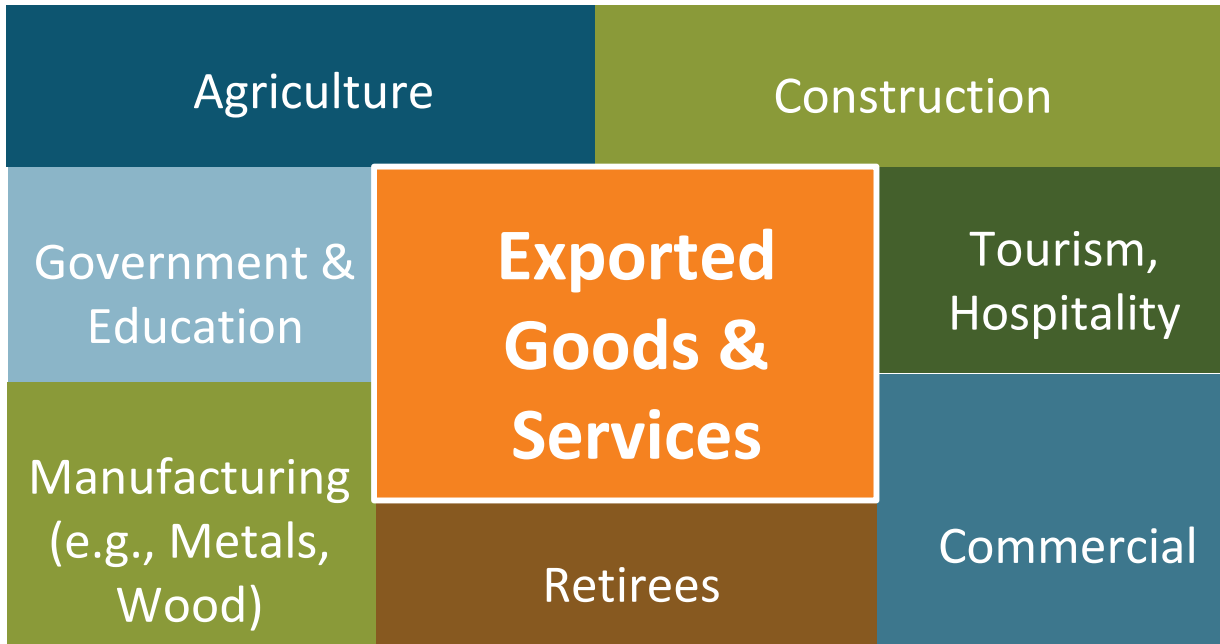 Agriculture
Construction
Government &
Education
Exported
Goods &
Services
Tourism,
Hospitality
Manufacturing
(e.g., Metals,
Wood)
Retirees
Commercial